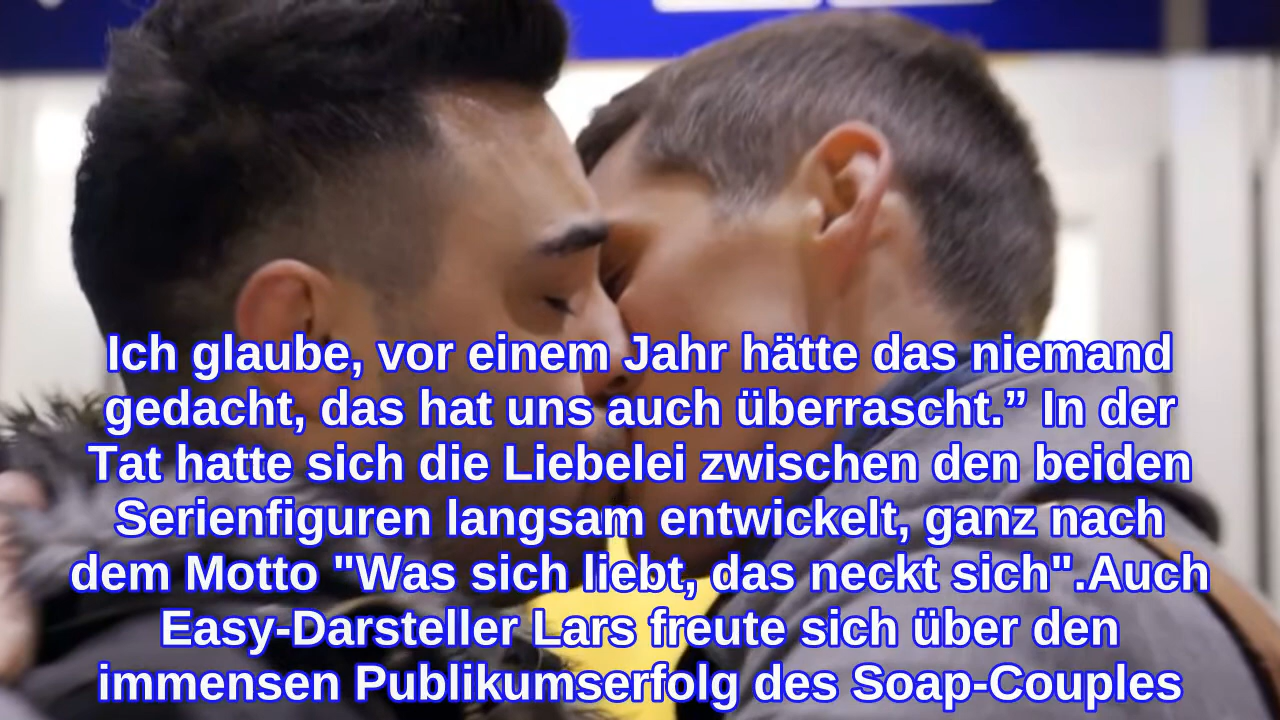 Ich glaube, vor einem Jahr hätte das niemand
gedacht, das hat uns auch überrascht.” In der
Tat hatte sich die Liebelei zwischen den beiden
Serienfiguren langsam entwickelt, ganz nach
dem Motto "Was sich liebt, das neckt sich".Auch
Easy-Darsteller Lars freute sich über den
immensen Publikumserfolg des Soap-Couples